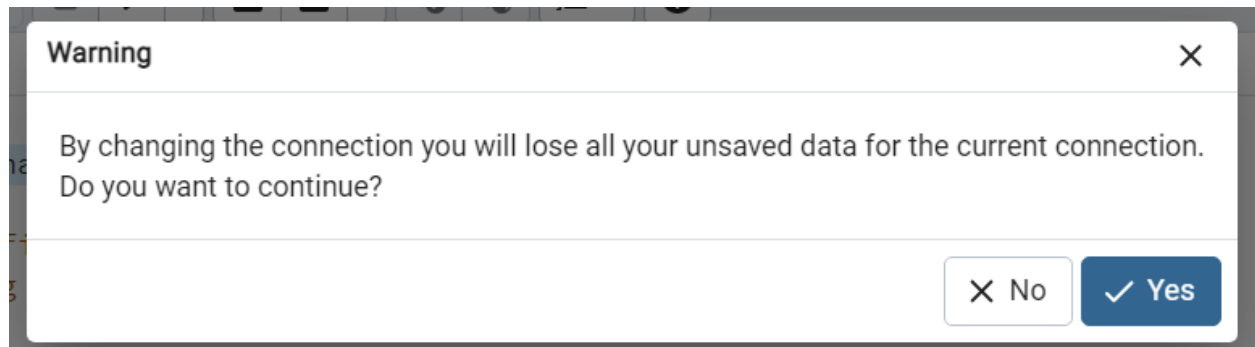 Warning
By changing the connection you will lose all your unsaved data for the current connection.
Do you want to continue?
No
Yes